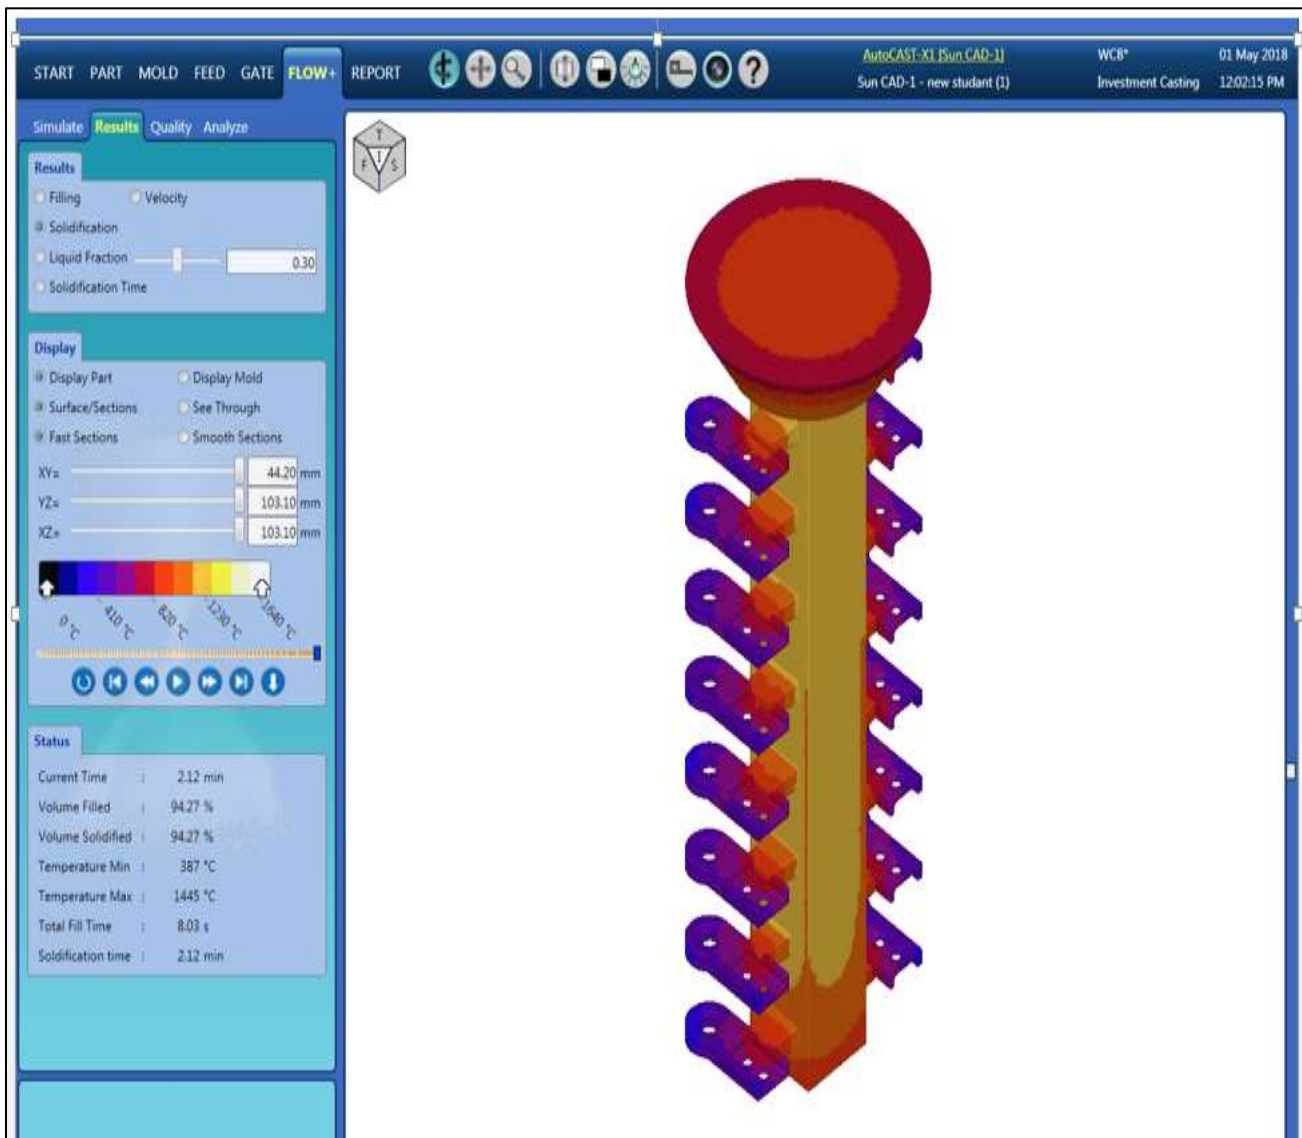 START PART MOLD FEED GATE FLOW+ REPORT
AutoCAST-X1 [Sun CAD-1]
Sun CAD-1 - new studant (1)
WCB*
Investment Casting
01 May 2018
12:02:15 PM
Simulate Results Quality Analyze
Results
Filling Velocity
Solidification
Liquid Fraction 0.30
Solidification Time
Display
Display Part Display Mold
Surface/Sections See Through
Fast Sections Smooth Sections
XY= 44.20 mm
YZ= 103.10 mm
XZ= 103.10 mm
0 °C 410 °C 820 °C 1230 °C 1640 °C
Status
Current Time : 2.12 min
Volume Filled : 94.27 %
Volume Solidified : 94.27 %
Temperature Min : 387 °C
Temperature Max : 1445 °C
Total Fill Time : 8.03 s
Soldification time : 2.12 min
Y
F I S